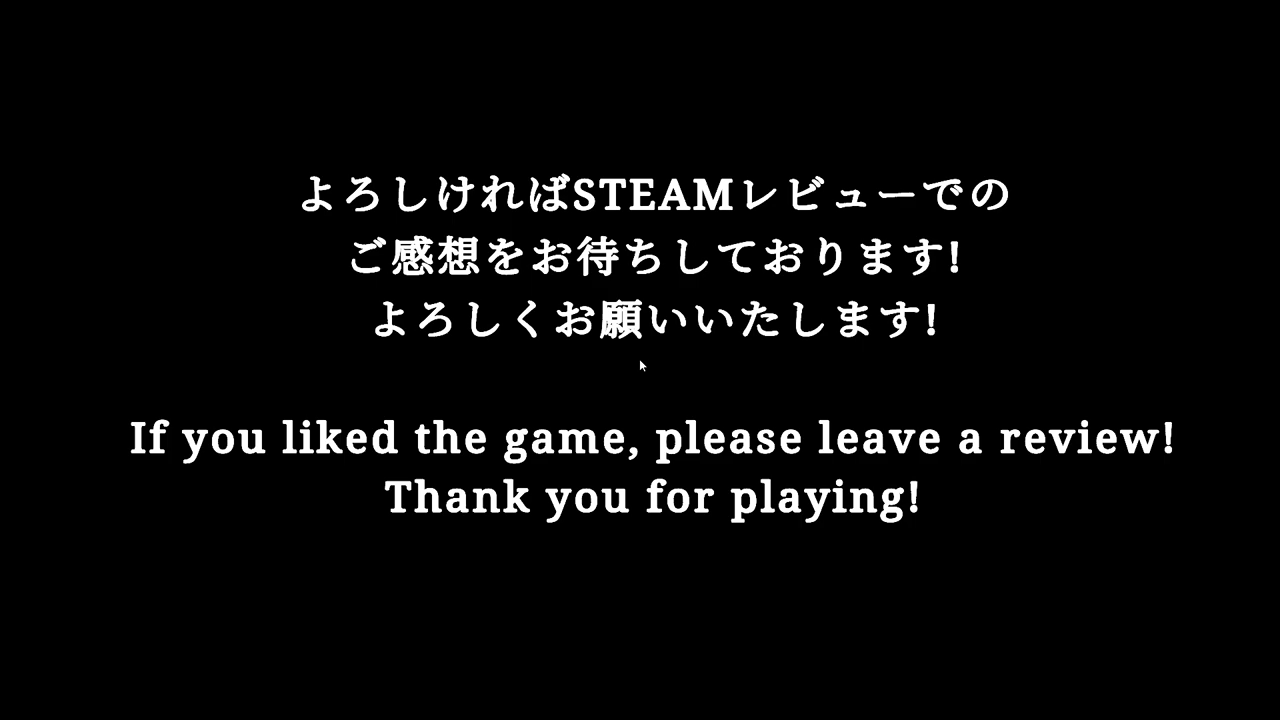 よろしければSTEAMレビューでの
ご感想をお待ちしております!
よろしくお願いいたします!
If you liked the game, please leave a review!
Thank you for playing!